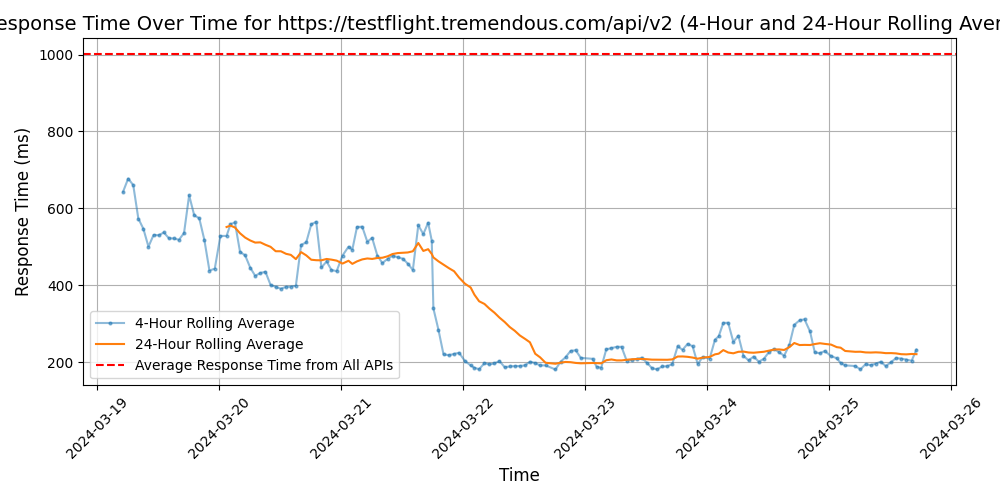 esponse Time Over Time for https://testflight.tremendous.com/api/v2 (4-Hour and 24-Hour Rolling Aver
Response Time (ms)
1000
800
600
400
200
4-Hour Rolling Average
24-Hour Rolling Average
Average Response Time from All APIs
2024-03-19
2024-03-20
2024-03-21
2024-03-22
2024-03-23
2024-03-24
2024-03-25
2024-03-26
Time